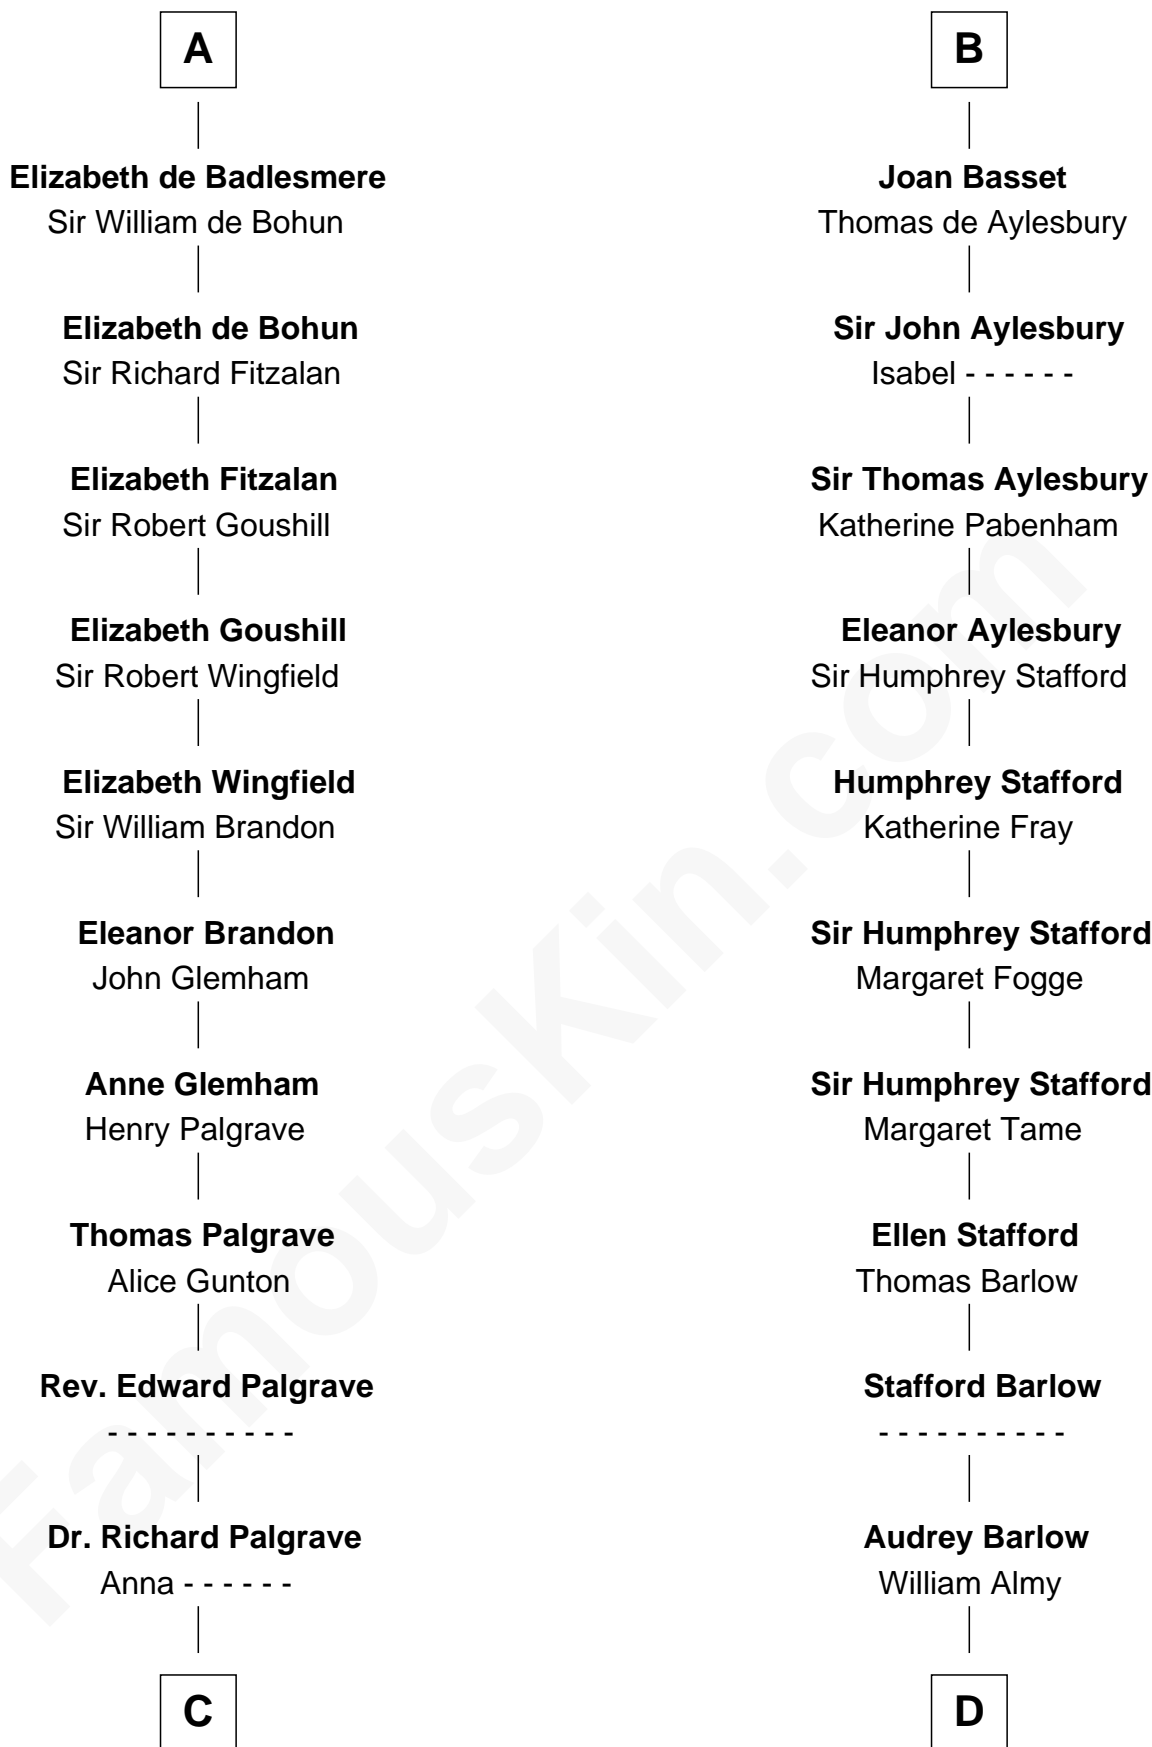 A
Elizabeth de Badlesmere
Sir William de Bohun
Elizabeth de Bohun
Sir Richard Fitzalan
Elizabeth Fitzalan
Sir Robert Goushill
Elizabeth Goushill
Sir Robert Wingfield
Elizabeth Wingfield
Sir William Brandon
Eleanor Brandon
John Glemham
Anne Glemham
Henry Palgrave
Thomas Palgrave
Alice Gunton
Rev. Edward Palgrave
- - - - - - - - - -
Dr. Richard Palgrave
Anna - - - - - -
C
B
Joan Basset
Thomas de Aylesbury
Sir John Aylesbury
Isabel - - - - - -
Sir Thomas Aylesbury
Katherine Pabenham
Eleanor Aylesbury
Sir Humphrey Stafford
Humphrey Stafford
Katherine Fray
Sir Humphrey Stafford
Margaret Fogge
Sir Humphrey Stafford
Margaret Tame
Ellen Stafford
Thomas Barlow
Stafford Barlow
- - - - - - - - - -
Audrey Barlow
William Almy
D
FamousKin.com